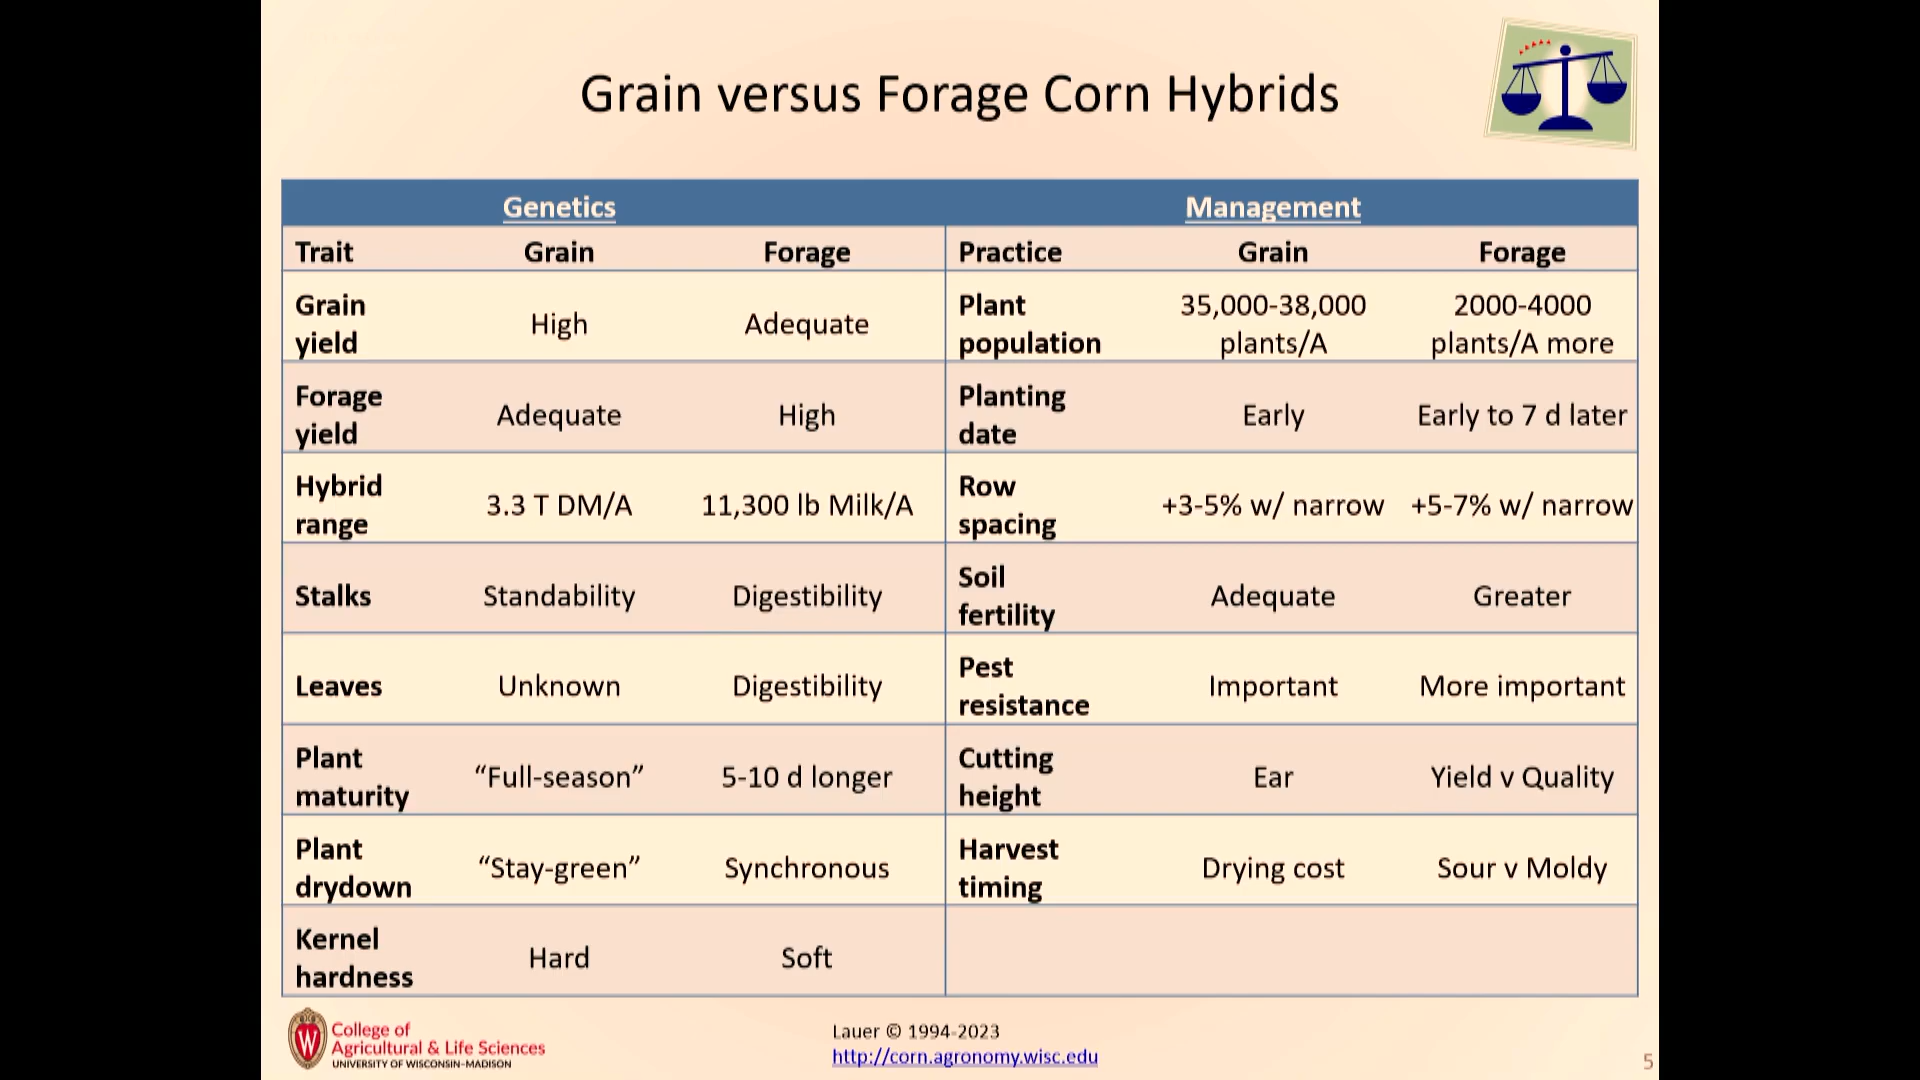 Grain versus Forage Corn Hybrids
Genetics Management
Trait Grain Forage Practice Grain Forage
Grain yield High Adequate Plant population 35,000-38,000 plants/A 2000-4000 plants/A more
Forage yield Adequate High Planting date Early Early to 7 d later
Hybrid range 3.3 T DM/A 11,300 lb Milk/A Row spacing +3-5% w/ narrow +5-7% w/ narrow
Stalks Standability Digestibility Soil fertility Adequate Greater
Leaves Unknown Digestibility Pest resistance Important More important
Plant maturity “Full-season” 5-10 d longer Cutting height Ear Yield v Quality
Plant drydown “Stay-green” Synchronous Harvest timing Drying cost Sour v Moldy
Kernel hardness Hard Soft
W
College of
Agricultural & Life Sciences
UNIVERSITY OF WISCONSIN-MADISON
Lauer © 1994-2023
http://corn.agronomy.wisc.edu
5